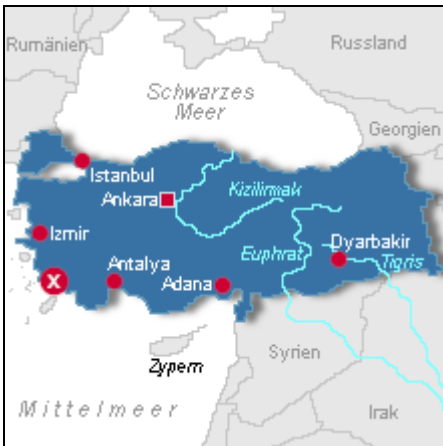 Rumänien
Russland
Schwarzes
Meer
Georgien
Istanbul
Ankara
Kizilirmak
Izmir
Euphrat
Dyarbakir
Tigris
Antalya
Adana
X
Zypern
Syrien
Mittelmeer
Irak